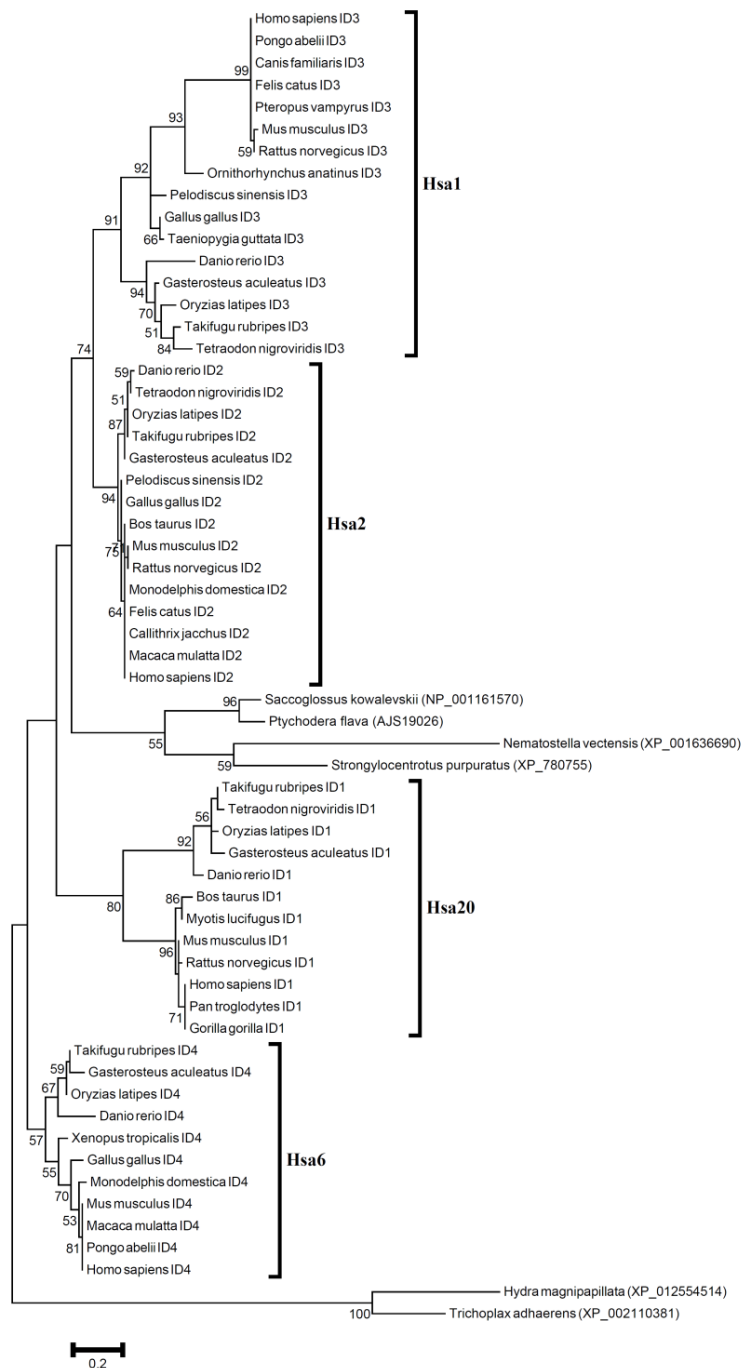 Homo sapiens ID3
Pongo abelii ID3
Canis familiaris ID3
Felis catus ID3
99
Pteropus vampyrus ID3
93
Mus musculus ID3
59
Rattus norvegicus ID3
92
Ornithorhynchus anatinus ID3
Hsa1
Pelodiscus sinensis ID3
91
Gallus gallus ID3
66
Taeniopygia guttata ID3
Danio rerio ID3
94
Gasterosteus aculeatus ID3
70
Oryzias latipes ID3
51
Takifugu rubripes ID3
74
84
Tetraodon nigroviridis ID3
59
Danio rerio ID2
51
Tetraodon nigroviridis ID2
Oryzias latipes ID2
87
Takifugu rubripes ID2
Gasterosteus aculeatus ID2
Pelodiscus sinensis ID2
94
Gallus gallus ID2
Bos taurus ID2
Hsa2
75
Mus musculus ID2
Rattus norvegicus ID2
Monodelphis domestica ID2
64
Felis catus ID2
Callithrix jacchus ID2
Macaca mulatta ID2
Homo sapiens ID2
96
Saccoglossus kowalevskii (NP_001161570)
Ptychodera flava (AJS19026)
55
Nematostella vectensis (XP_001636690)
59
Strongylocentrotus purpuratus (XP_780755)
Takifugu rubripes ID1
56
Tetraodon nigroviridis ID1
Oryzias latipes ID1
92
Gasterosteus aculeatus ID1
Danio rerio ID1
80
86
Bos taurus ID1
Hsa20
Myotis lucifugus ID1
Mus musculus ID1
96
Rattus norvegicus ID1
Homo sapiens ID1
Pan troglodytes ID1
71
Gorilla gorilla ID1
Takifugu rubripes ID4
59
Gasterosteus aculeatus ID4
67
Oryzias latipes ID4
Danio rerio ID4
57
Xenopus tropicalis ID4
Hsa6
55
Gallus gallus ID4
70
Monodelphis domestica ID4
Mus musculus ID4
53
Macaca mulatta ID4
81
Pongo abelii ID4
Homo sapiens ID4
Hydra magnipapillata (XP_012554514)
100
Trichoplax adhaerens (XP_002110381)
0.2